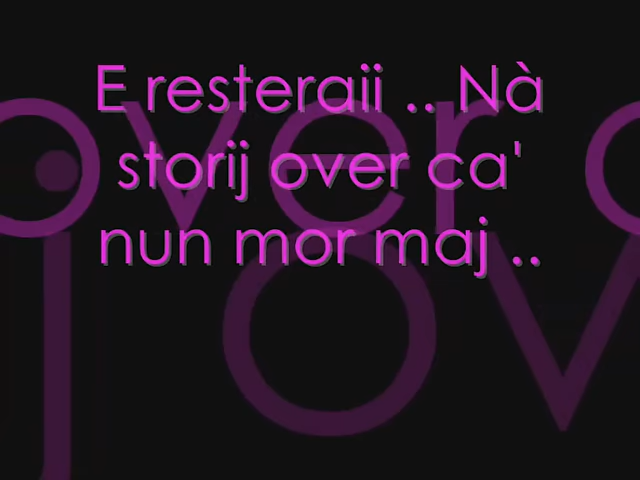 E resteraii .. Nà
storij over ca'
nun mor maj ..